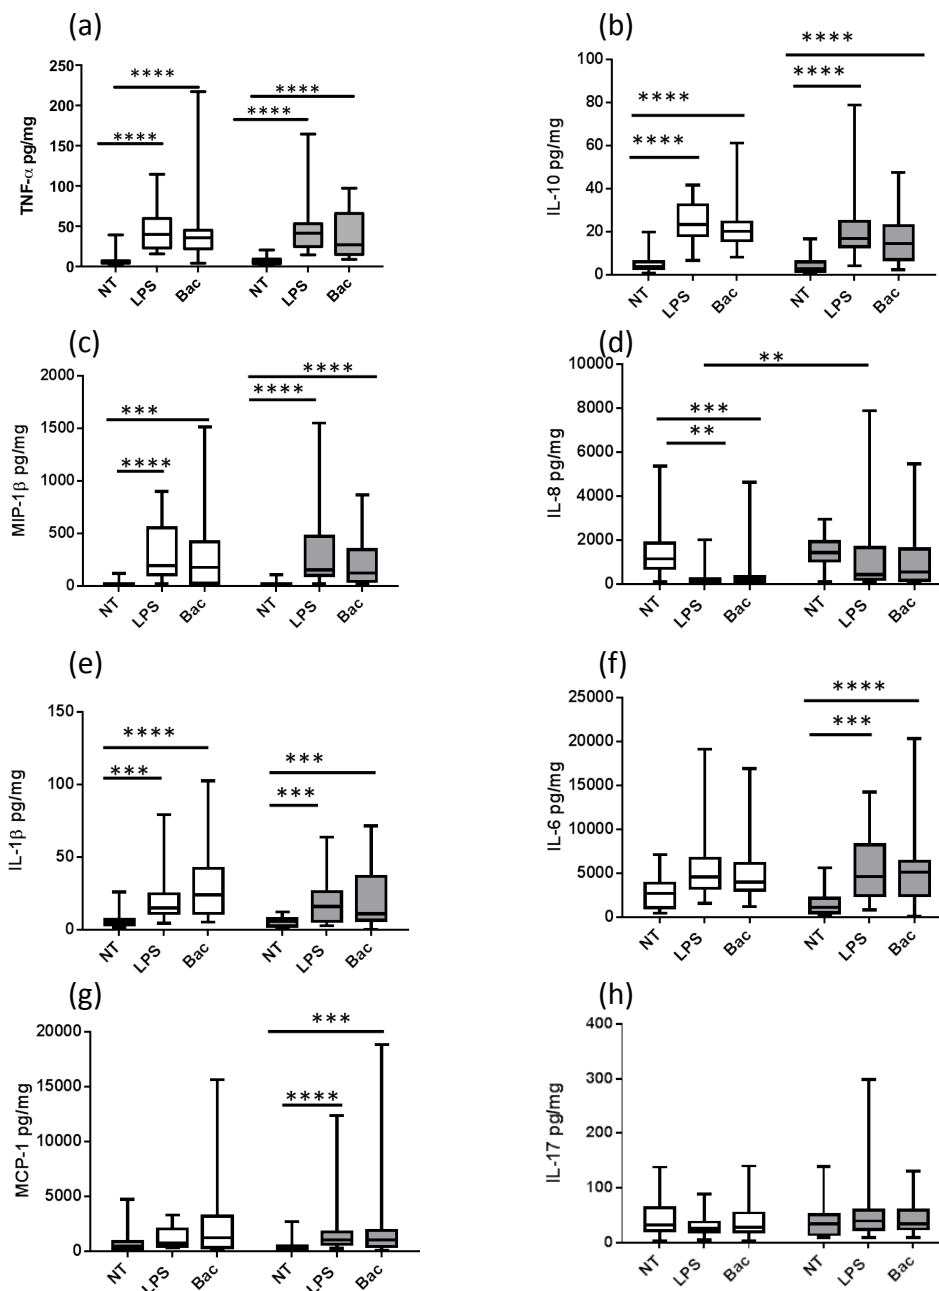 (a)
TNF-α pg/mg
250
200
150
100
50
0
****
****
****
****
NT LPS Bac NT LPS Bac
(b)
IL-10 pg/mg
100
80
60
40
20
0
****
****
****
****
NT LPS Bac NT LPS Bac
(c)
MIP-1β pg/mg
2000
1500
1000
500
0
****
****
***
****
NT LPS Bac NT LPS Bac
(d)
IL-8 pg/mg
10000
8000
6000
4000
2000
0
**
***
**
NT LPS Bac NT LPS Bac
(e)
IL-1β pg/mg
150
100
50
0
****
***
***
***
NT LPS Bac NT LPS Bac
(f)
IL-6 pg/mg
25000
20000
15000
10000
5000
0
****
***
NT LPS Bac NT LPS Bac
(g)
MCP-1 pg/mg
20000
15000
10000
5000
0
***
****
NT LPS Bac NT LPS Bac
(h)
IL-17 pg/mg
400
300
200
100
0
NT LPS Bac NT LPS Bac